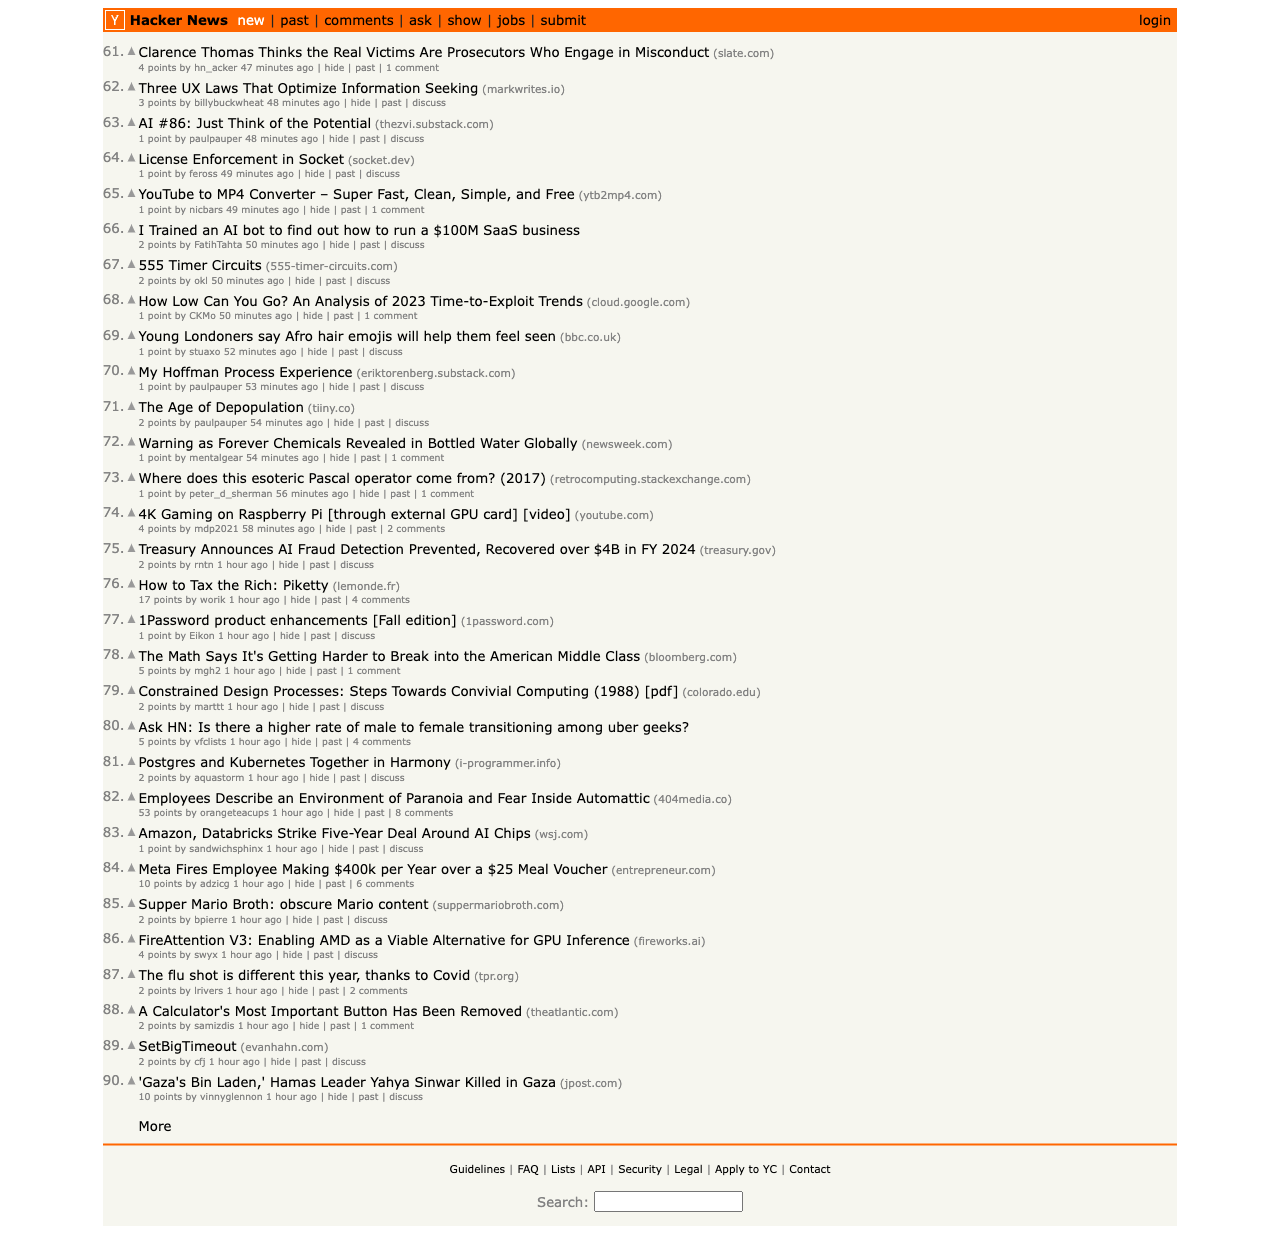 Y Hacker News new | past | comments | ask | show | jobs | submit login
61. ▲ Clarence Thomas Thinks the Real Victims Are Prosecutors Who Engage in Misconduct (slate.com)
4 points by hn_acker 47 minutes ago | hide | past | 1 comment
62. ▲ Three UX Laws That Optimize Information Seeking (markwrites.io)
3 points by billybuckwheat 48 minutes ago | hide | past | discuss
63. ▲ AI #86: Just Think of the Potential (thezvi.substack.com)
1 point by paulpauper 48 minutes ago | hide | past | discuss
64. ▲ License Enforcement in Socket (socket.dev)
1 point by feross 49 minutes ago | hide | past | discuss
65. ▲ YouTube to MP4 Converter – Super Fast, Clean, Simple, and Free (ytb2mp4.com)
1 point by nicbars 49 minutes ago | hide | past | 1 comment
66. ▲ I Trained an AI bot to find out how to run a $100M SaaS business
2 points by FatihTahta 50 minutes ago | hide | past | discuss
67. ▲ 555 Timer Circuits (555-timer-circuits.com)
2 points by okl 50 minutes ago | hide | past | discuss
68. ▲ How Low Can You Go? An Analysis of 2023 Time-to-Exploit Trends (cloud.google.com)
1 point by CKMo 50 minutes ago | hide | past | 1 comment
69. ▲ Young Londoners say Afro hair emojis will help them feel seen (bbc.co.uk)
1 point by stuaxo 52 minutes ago | hide | past | discuss
70. ▲ My Hoffman Process Experience (eriktorenberg.substack.com)
1 point by paulpauper 53 minutes ago | hide | past | discuss
71. ▲ The Age of Depopulation (tiiny.co)
2 points by paulpauper 54 minutes ago | hide | past | discuss
72. ▲ Warning as Forever Chemicals Revealed in Bottled Water Globally (newsweek.com)
1 point by mentalgear 54 minutes ago | hide | past | 1 comment
73. ▲ Where does this esoteric Pascal operator come from? (2017) (retrocomputing.stackexchange.com)
1 point by peter_d_sherman 56 minutes ago | hide | past | 1 comment
74. ▲ 4K Gaming on Raspberry Pi [through external GPU card] [video] (youtube.com)
4 points by mdp2021 58 minutes ago | hide | past | 2 comments
75. ▲ Treasury Announces AI Fraud Detection Prevented, Recovered over $4B in FY 2024 (treasury.gov)
2 points by rntn 1 hour ago | hide | past | discuss
76. ▲ How to Tax the Rich: Piketty (lemonde.fr)
17 points by worik 1 hour ago | hide | past | 4 comments
77. ▲ 1Password product enhancements [Fall edition] (1password.com)
1 point by Eikon 1 hour ago | hide | past | discuss
78. ▲ The Math Says It's Getting Harder to Break into the American Middle Class (bloomberg.com)
5 points by mgh2 1 hour ago | hide | past | 1 comment
79. ▲ Constrained Design Processes: Steps Towards Convivial Computing (1988) [pdf] (colorado.edu)
2 points by marttt 1 hour ago | hide | past | discuss
80. ▲ Ask HN: Is there a higher rate of male to female transitioning among uber geeks?
5 points by vfclists 1 hour ago | hide | past | 4 comments
81. ▲ Postgres and Kubernetes Together in Harmony (i-programmer.info)
2 points by aquastorm 1 hour ago | hide | past | discuss
82. ▲ Employees Describe an Environment of Paranoia and Fear Inside Automattic (404media.co)
53 points by orangeteacups 1 hour ago | hide | past | 8 comments
83. ▲ Amazon, Databricks Strike Five-Year Deal Around AI Chips (wsj.com)
1 point by sandwichsphinx 1 hour ago | hide | past | discuss
84. ▲ Meta Fires Employee Making $400k per Year over a $25 Meal Voucher (entrepreneur.com)
10 points by adzicg 1 hour ago | hide | past | 6 comments
85. ▲ Supper Mario Broth: obscure Mario content (suppermariobroth.com)
2 points by bpierre 1 hour ago | hide | past | discuss
86. ▲ FireAttention V3: Enabling AMD as a Viable Alternative for GPU Inference (fireworks.ai)
4 points by swyx 1 hour ago | hide | past | discuss
87. ▲ The flu shot is different this year, thanks to Covid (tpr.org)
2 points by lrivers 1 hour ago | hide | past | 2 comments
88. ▲ A Calculator's Most Important Button Has Been Removed (theatlantic.com)
2 points by samizdis 1 hour ago | hide | past | 1 comment
89. ▲ SetBigTimeout (evanhahn.com)
2 points by cfj 1 hour ago | hide | past | discuss
90. ▲ 'Gaza's Bin Laden,' Hamas Leader Yahya Sinwar Killed in Gaza (jpost.com)
10 points by vinnyglennon 1 hour ago | hide | past | discuss
More
Guidelines | FAQ | Lists | API | Security | Legal | Apply to YC | Contact
Search: